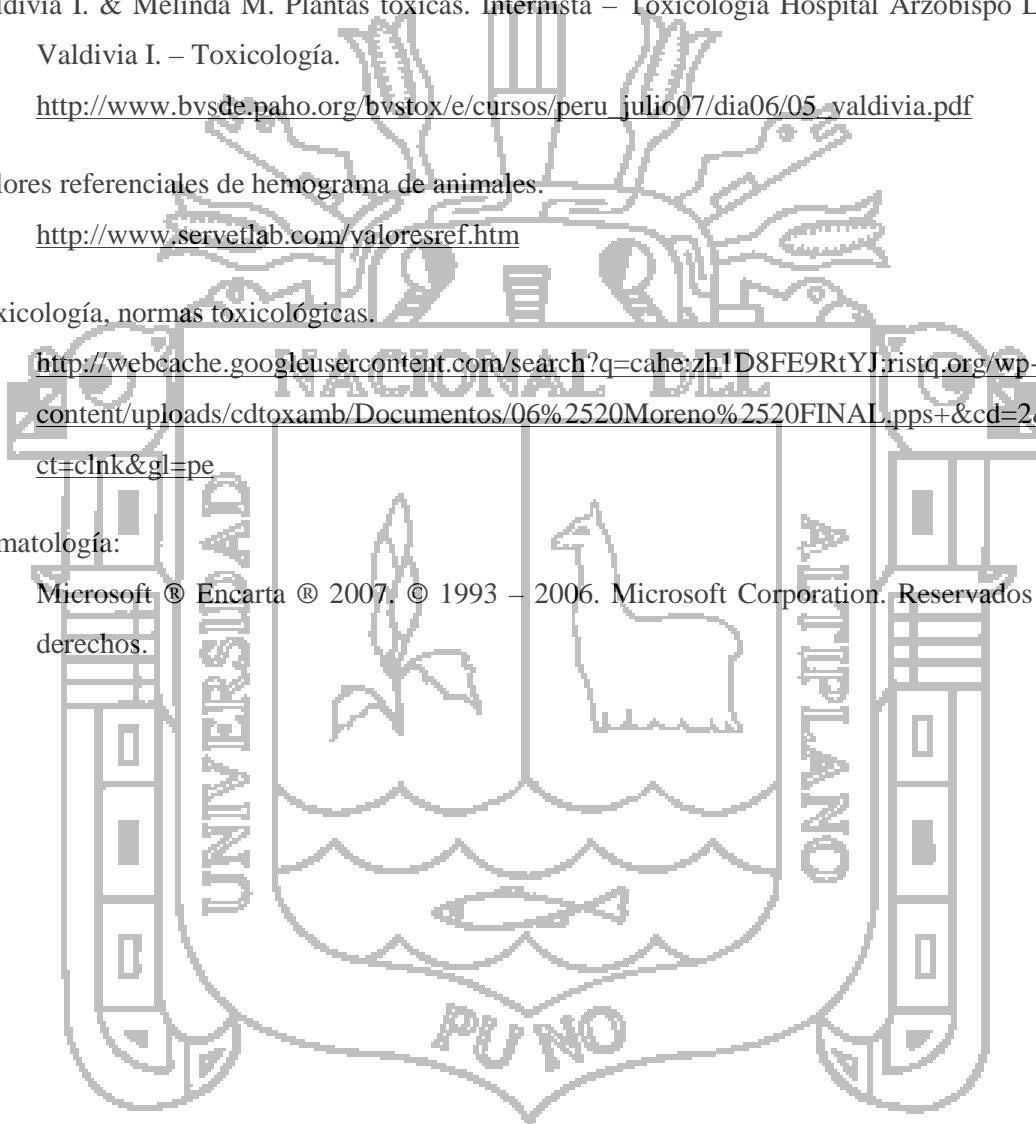 ldivia I. & Melinda M. Plantas tóxicas. Internista – Toxicología Hospital Arzobispo L
Valdivia I. – Toxicología.
http://www.bvsde.paho.org/bvstox/e/cursos/peru_julio07/dia06/05_valdivia.pdf
lores referenciales de hemograma de animales.
http://www.servetlab.com/valoresref.htm
xicología, normas toxicológicas.
http://webcache.googleusercontent.com/search?q=cahe:zh1D8FE9RtYJ:ristq.org/wp-
content/uploads/cdtoxamb/Documentos/06%2520Moreno%2520FINAL.pps+&cd=2&
ct=clnk&gl=pe
matología:
Microsoft ® Encarta ® 2007. © 1993 – 2006. Microsoft Corporation. Reservados
derechos.
UNIVERSIDAD
NACIONAL DEL
ALTIPLANO
PUNO